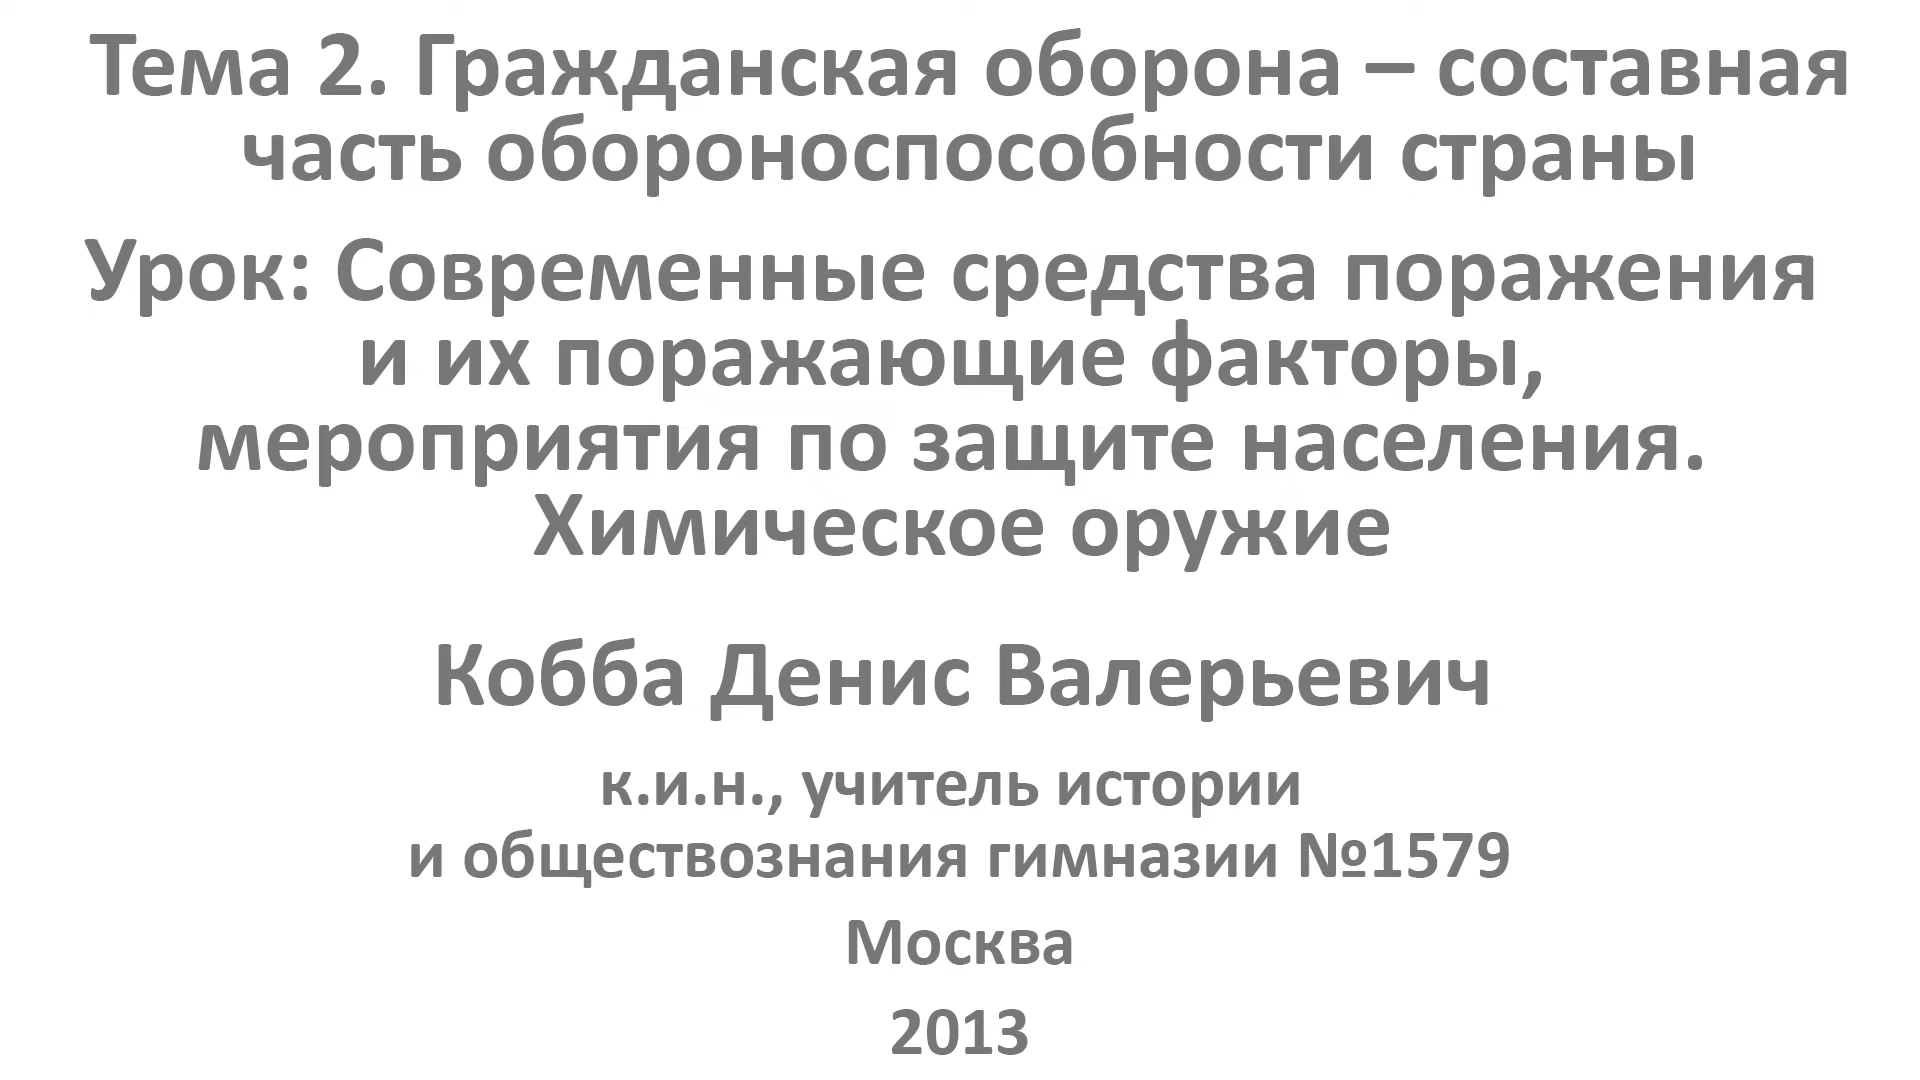 Тема 2. Гражданская оборона – составная
часть обороноспособности страны
Урок: Современные средства поражения
и их поражающие факторы,
мероприятия по защите населения.
Химическое оружие
Кобба Денис Валерьевич
к.и.н., учитель истории
и обществознания гимназии №1579
Москва
2013